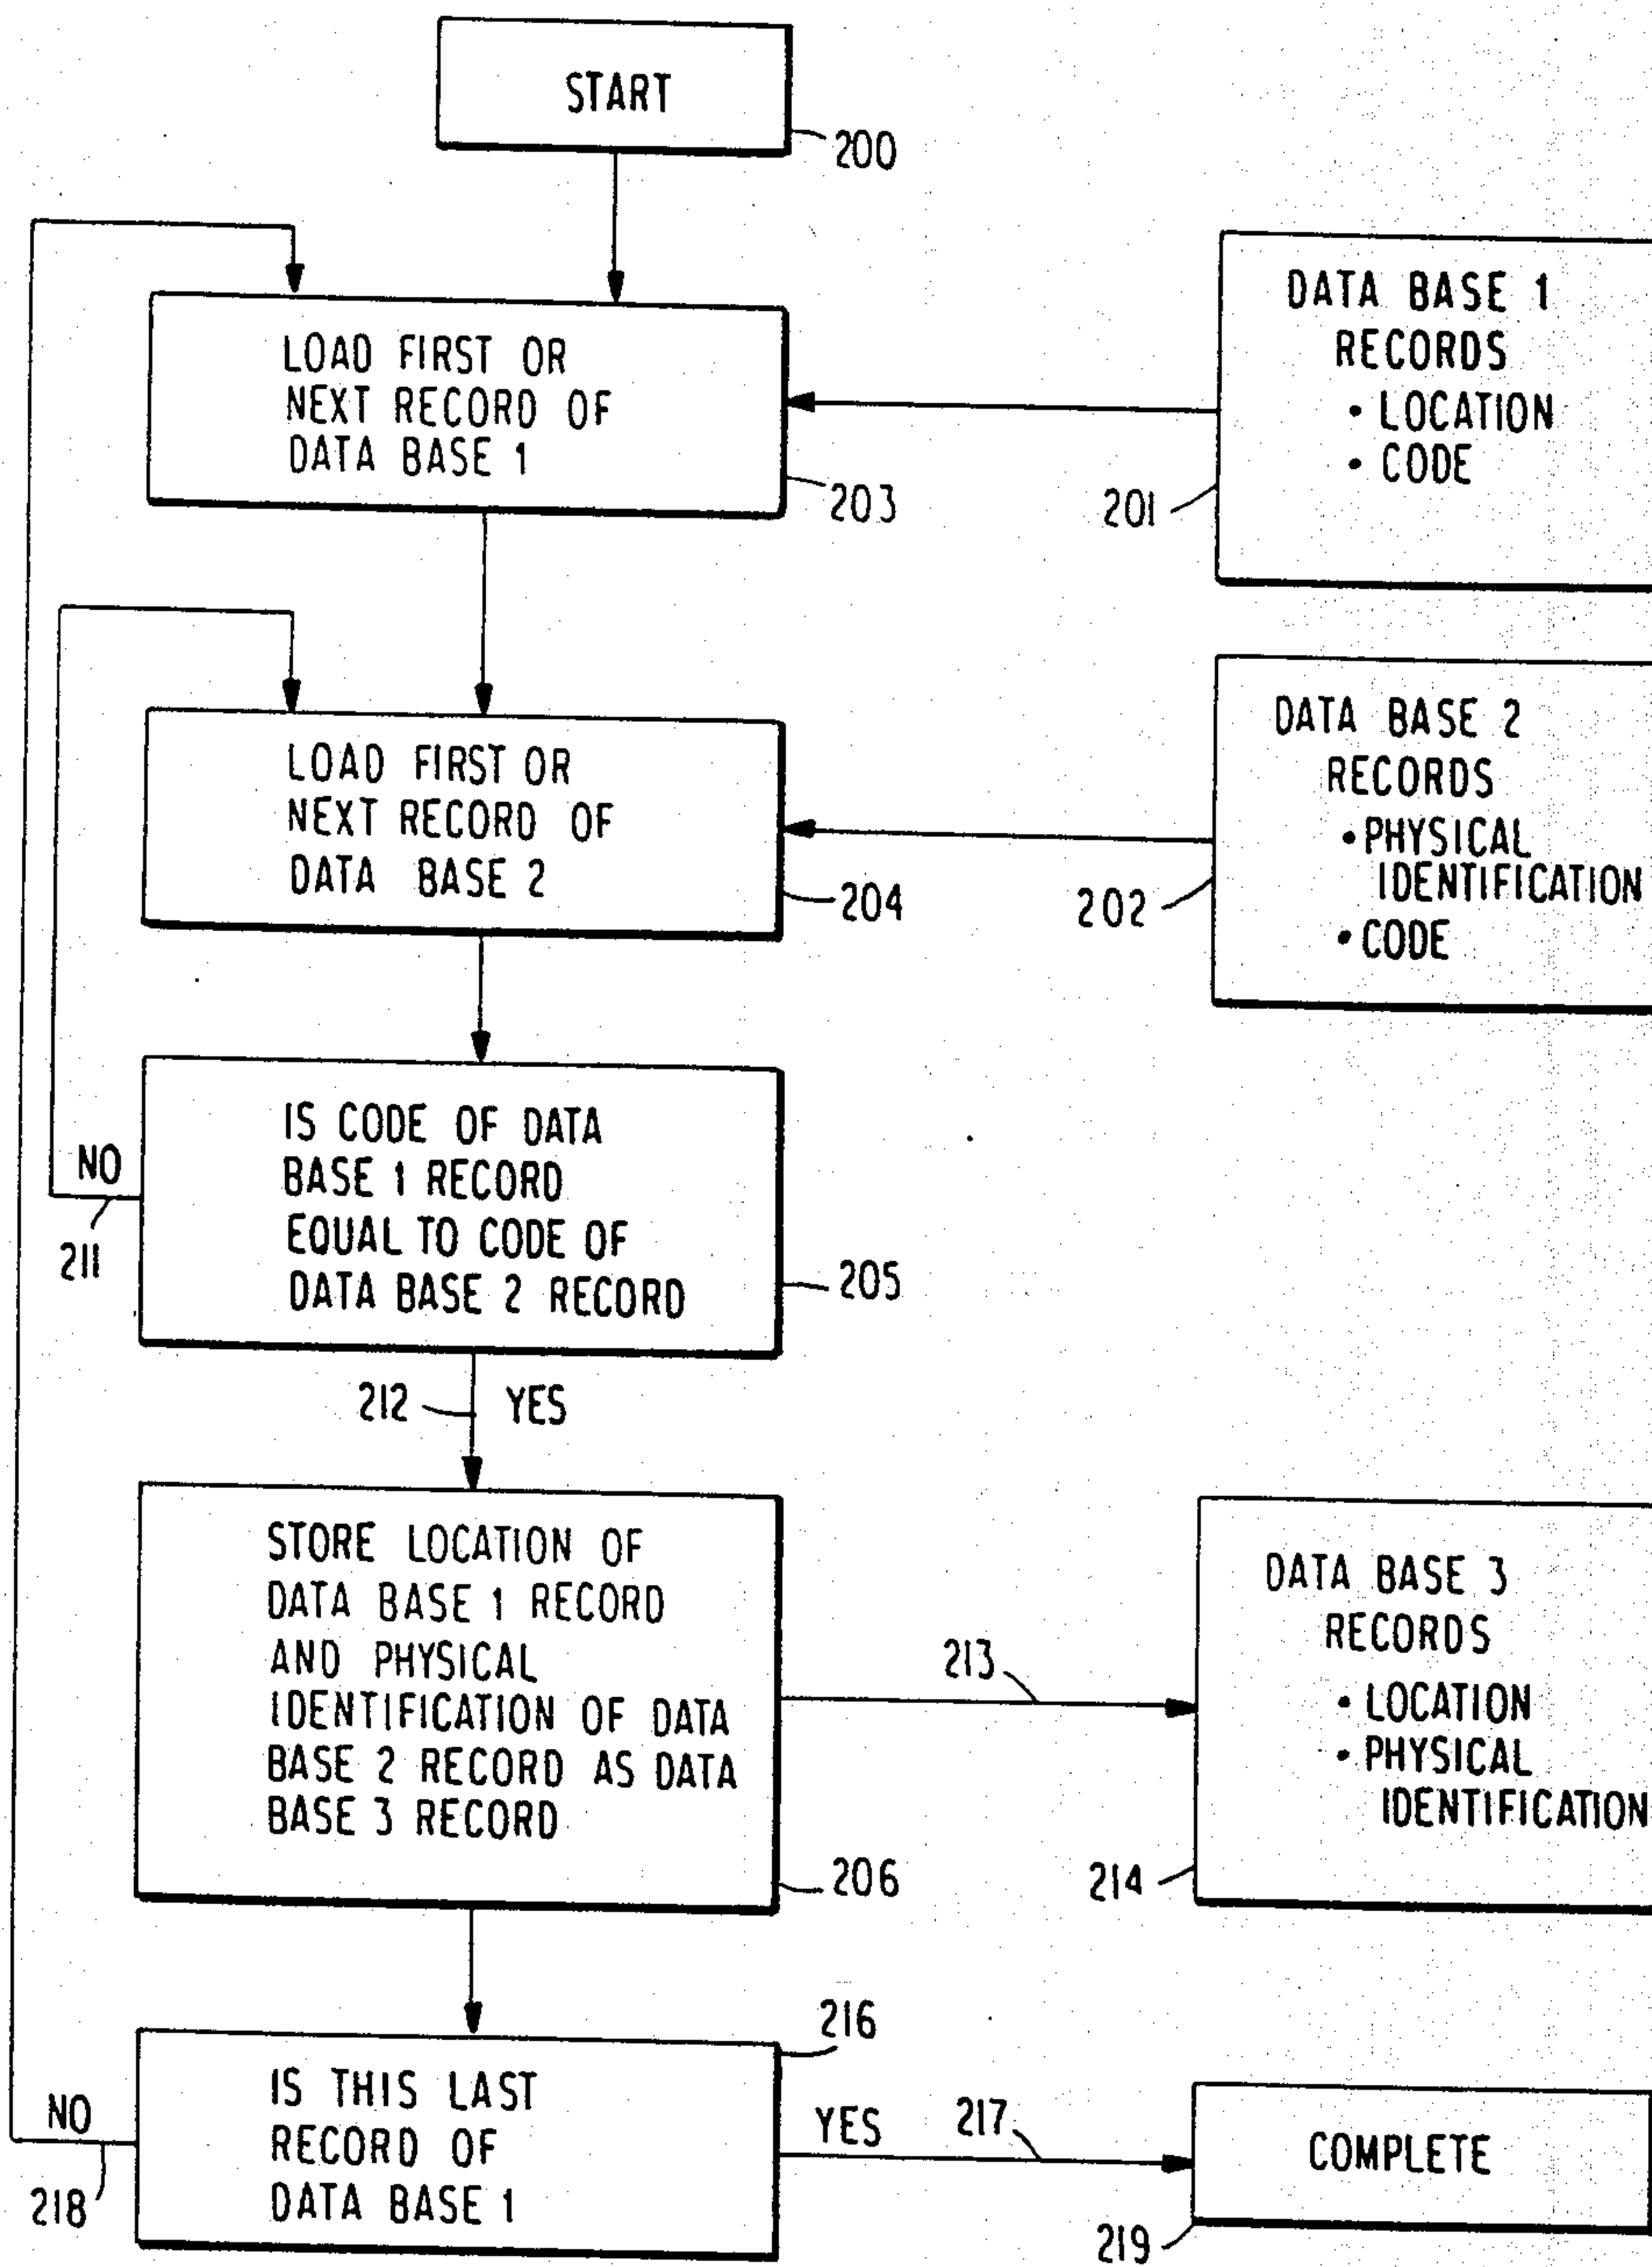 START
200
LOAD FIRST OR
NEXT RECORD OF
DATA BASE 1
203
DATA BASE 1
RECORDS
• LOCATION
• CODE
201
LOAD FIRST OR
NEXT RECORD OF
DATA BASE 2
204
DATA BASE 2
RECORDS
• PHYSICAL
IDENTIFICATION
• CODE
202
IS CODE OF DATA
BASE 1 RECORD
EQUAL TO CODE OF
DATA BASE 2 RECORD
205
NO
211
212
YES
STORE LOCATION OF
DATA BASE 1 RECORD
AND PHYSICAL
IDENTIFICATION OF DATA
BASE 2 RECORD AS DATA
BASE 3 RECORD
206
213
DATA BASE 3
RECORDS
• LOCATION
• PHYSICAL
IDENTIFICATION
214
216
IS THIS LAST
RECORD OF
DATA BASE 1
NO
218
YES
217
COMPLETE
219